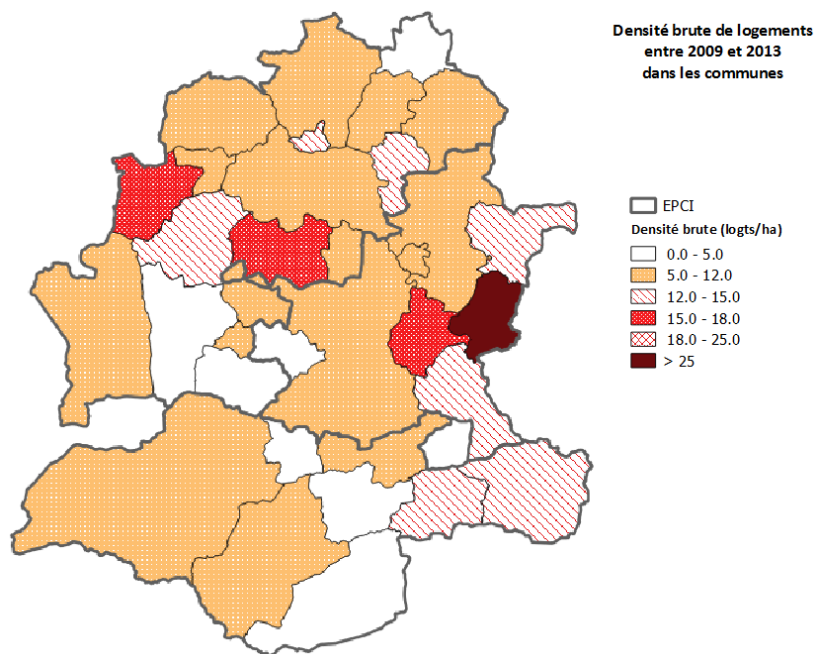 Densité brute de logements
entre 2009 et 2013
dans les communes
EPCI
Densité brute (logts/ha)
0.0 - 5.0
5.0 - 12.0
12.0 - 15.0
15.0 - 18.0
18.0 - 25.0
> 25